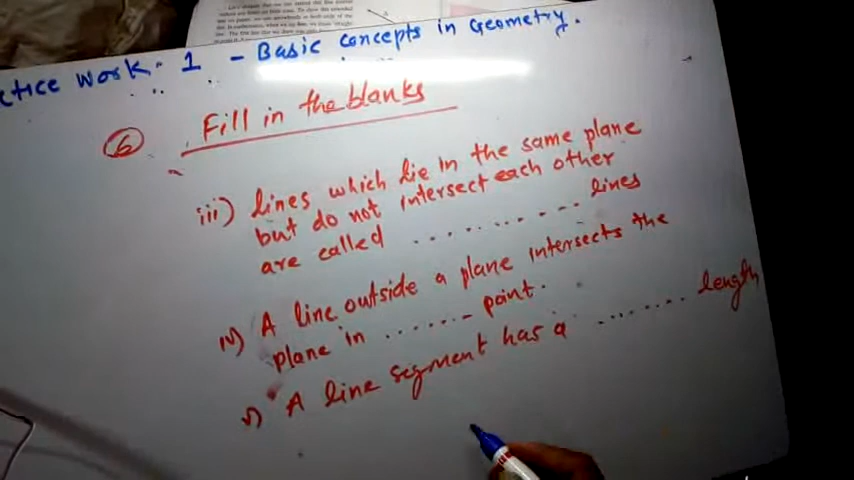 ctice work - 1 - Basic concepts in Geometry.
6 Fill in the blanks
iii) lines which lie in the same plane
but do not intersect each other
are called ............ lines
iv) A line outside a plane intersects the
plane in ....... point.
v) A line segment has a ........ length